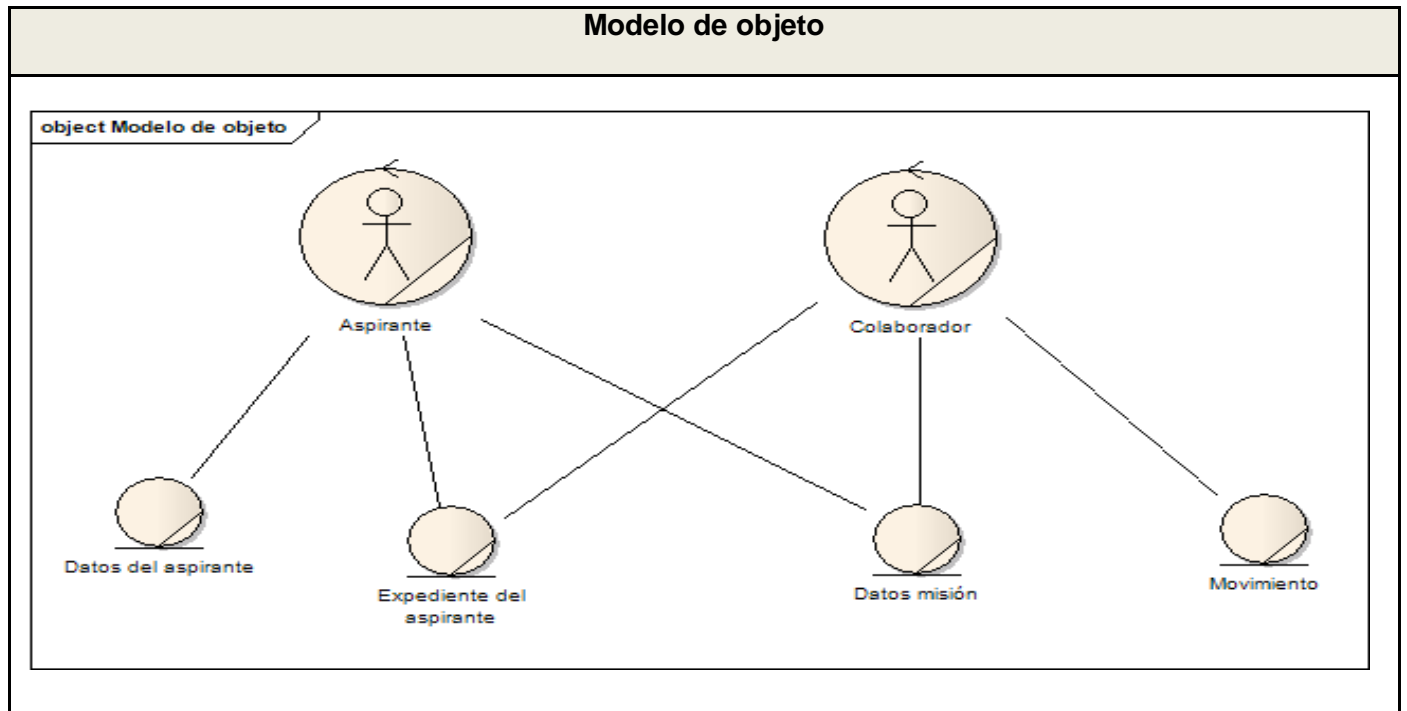 Modelo de objeto
object Modelo de objeto
Aspirante
Colaborador
Datos del aspirante
Expediente del
aspirante
Datos misión
Movimiento